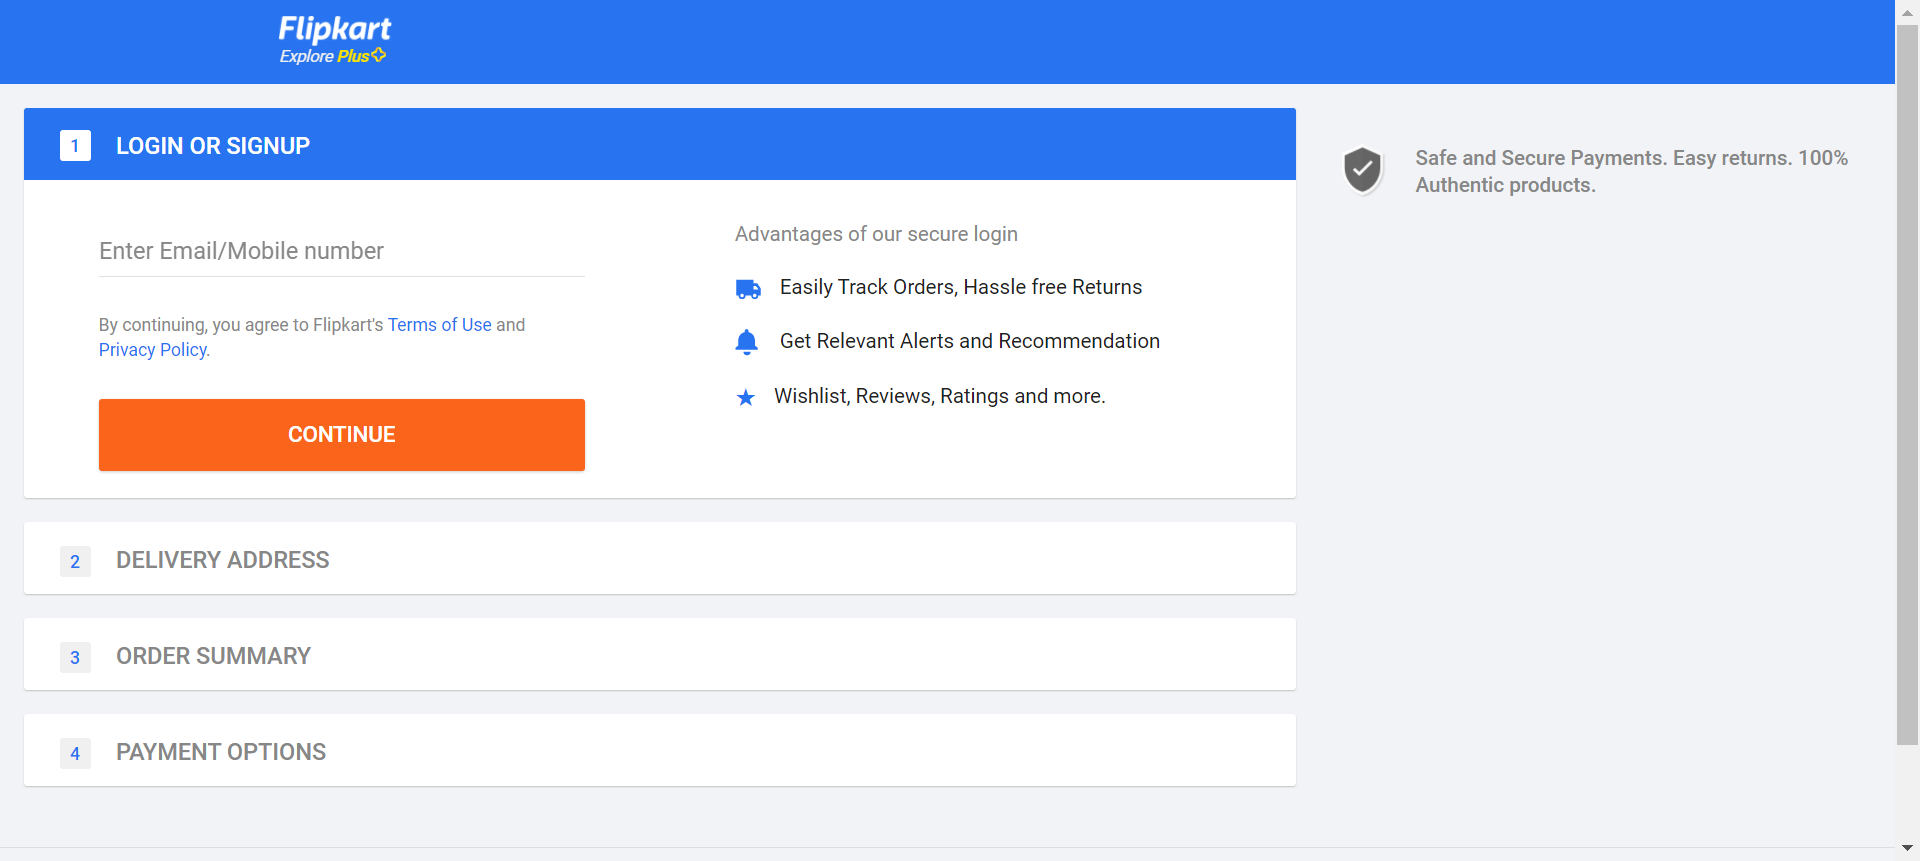 Flipkart
Explore Plus
1 LOGIN OR SIGNUP
Enter Email/Mobile number
By continuing, you agree to Flipkart's Terms of Use and
Privacy Policy.
CONTINUE
Advantages of our secure login
Easily Track Orders, Hassle free Returns
Get Relevant Alerts and Recommendation
Wishlist, Reviews, Ratings and more.
Safe and Secure Payments. Easy returns. 100%
Authentic products.
2 DELIVERY ADDRESS
3 ORDER SUMMARY
4 PAYMENT OPTIONS